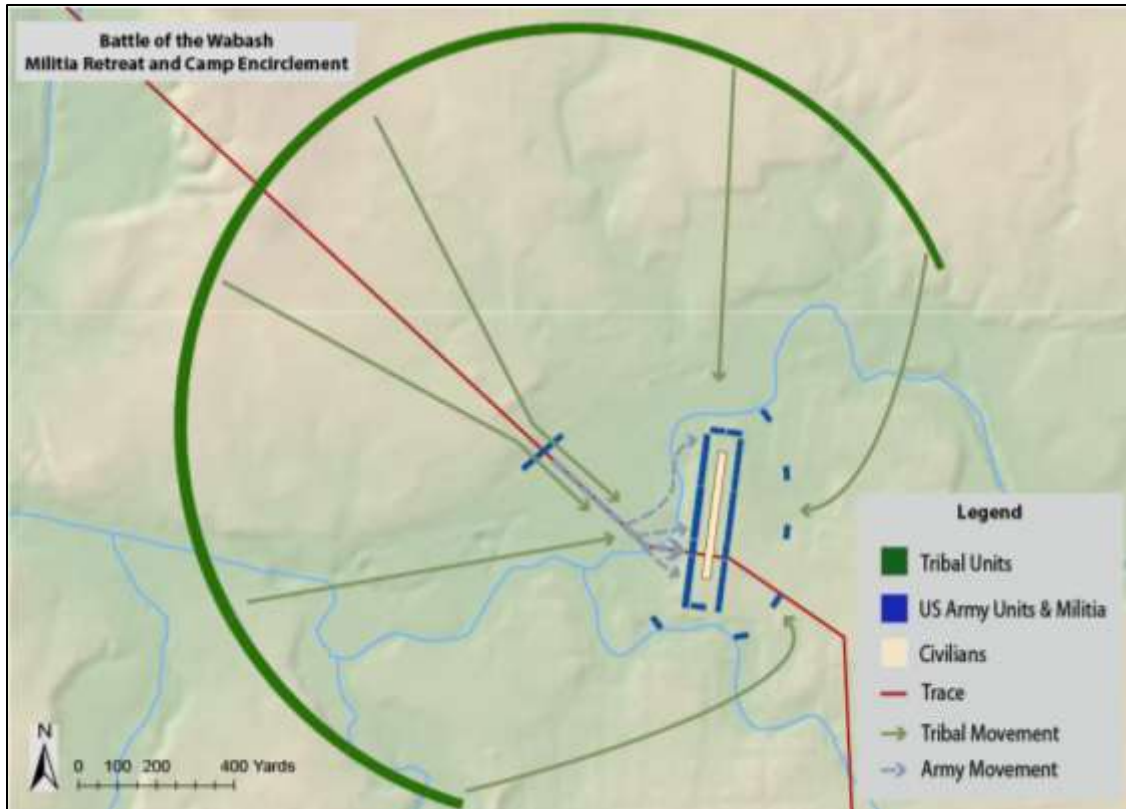 Battle of the Wabash
Militia Retreat and Camp Encirclement
Legend
Tribal Units
US Army Units & Militia
Civilians
Trace
Tribal Movement
Army Movement
N
0 100 200 400 Yards